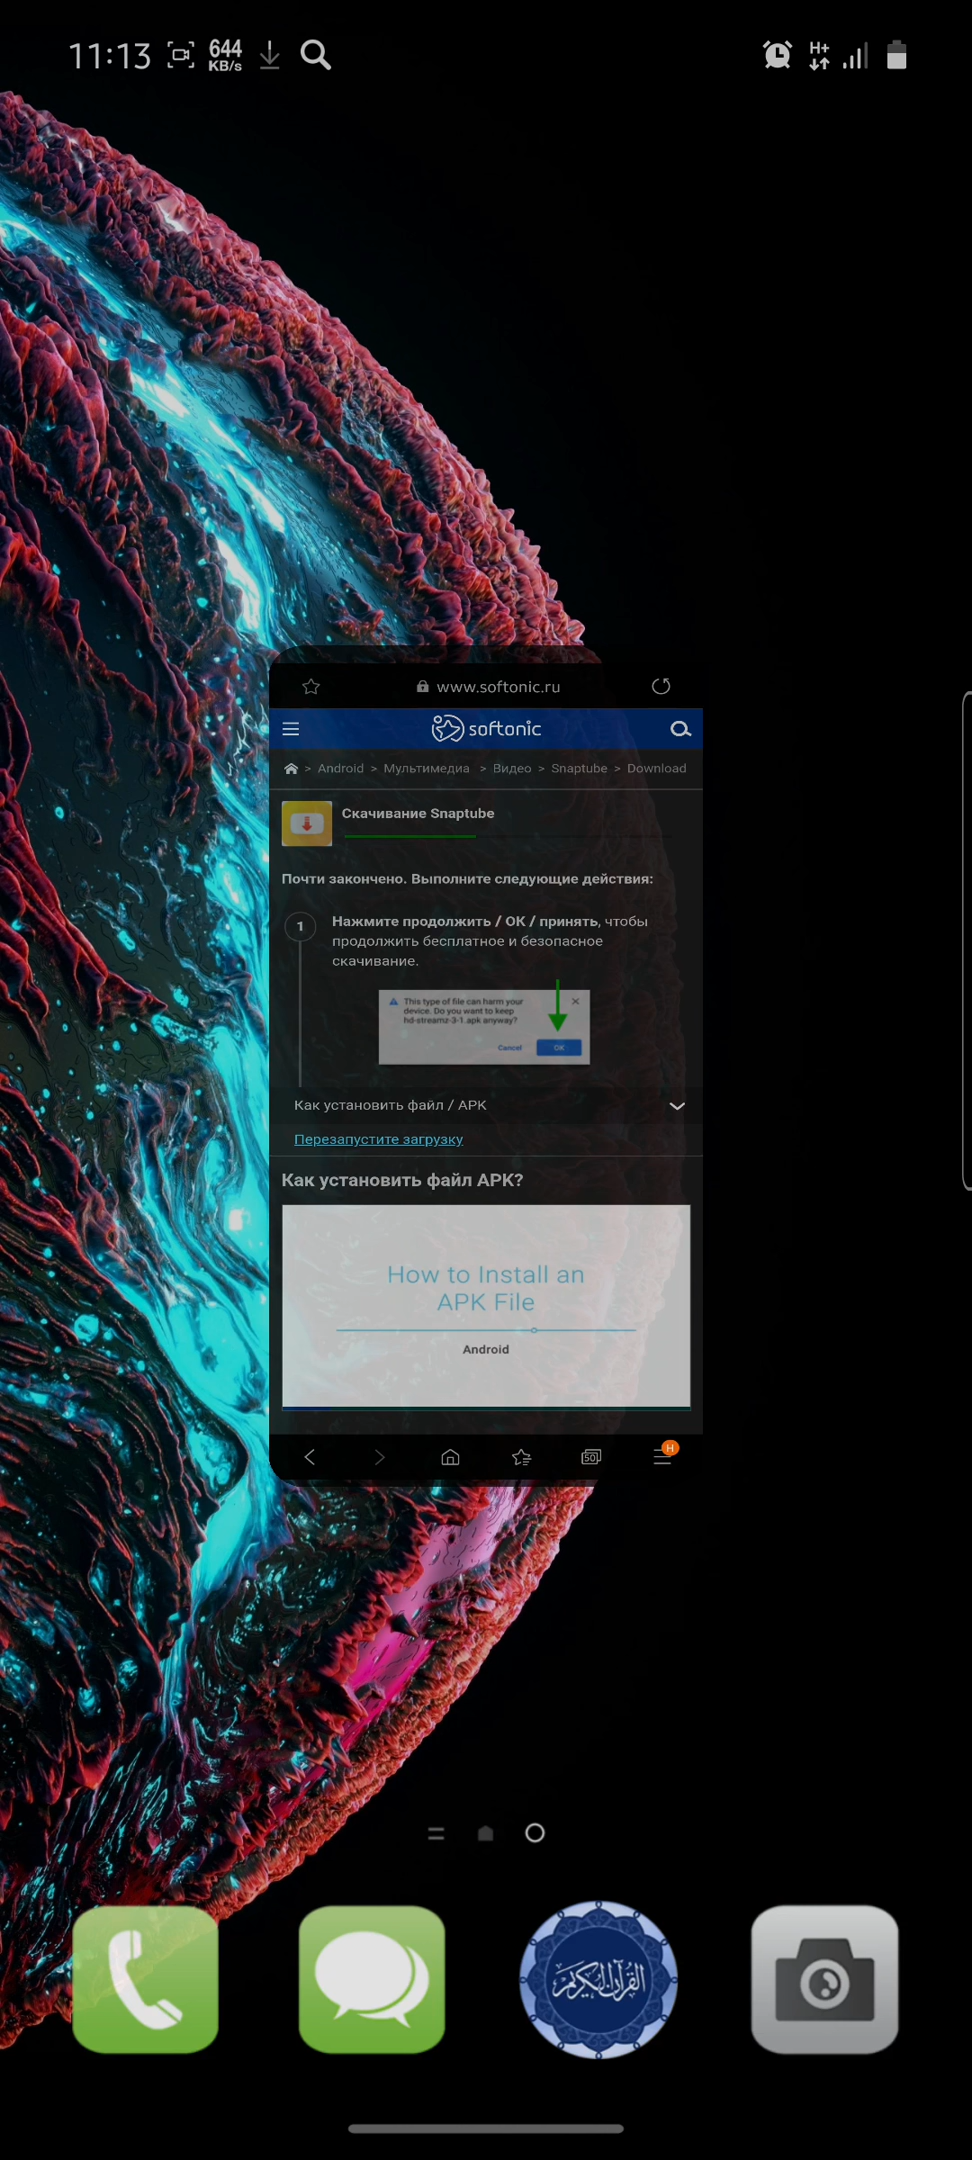 11:13
644
KB/s
H+
www.softonic.ru
softonic
> Android > Мультимедиа > Видео > Snaptube > Download
Скачивание Snaptube
Почти закончено. Выполните следующие действия:
1
Нажмите продолжить / ОК / принять, чтобы
продолжить бесплатное и безопасное
скачивание.
This type of file can harm your
device. Do you want to keep
hd-streamz-3-1.apk anyway?
Cancel
OK
Как установить файл / APK
Перезапустите загрузку
Как установить файл APK?
How to Install an
APK File
Android
50
H
القرآن الكريم